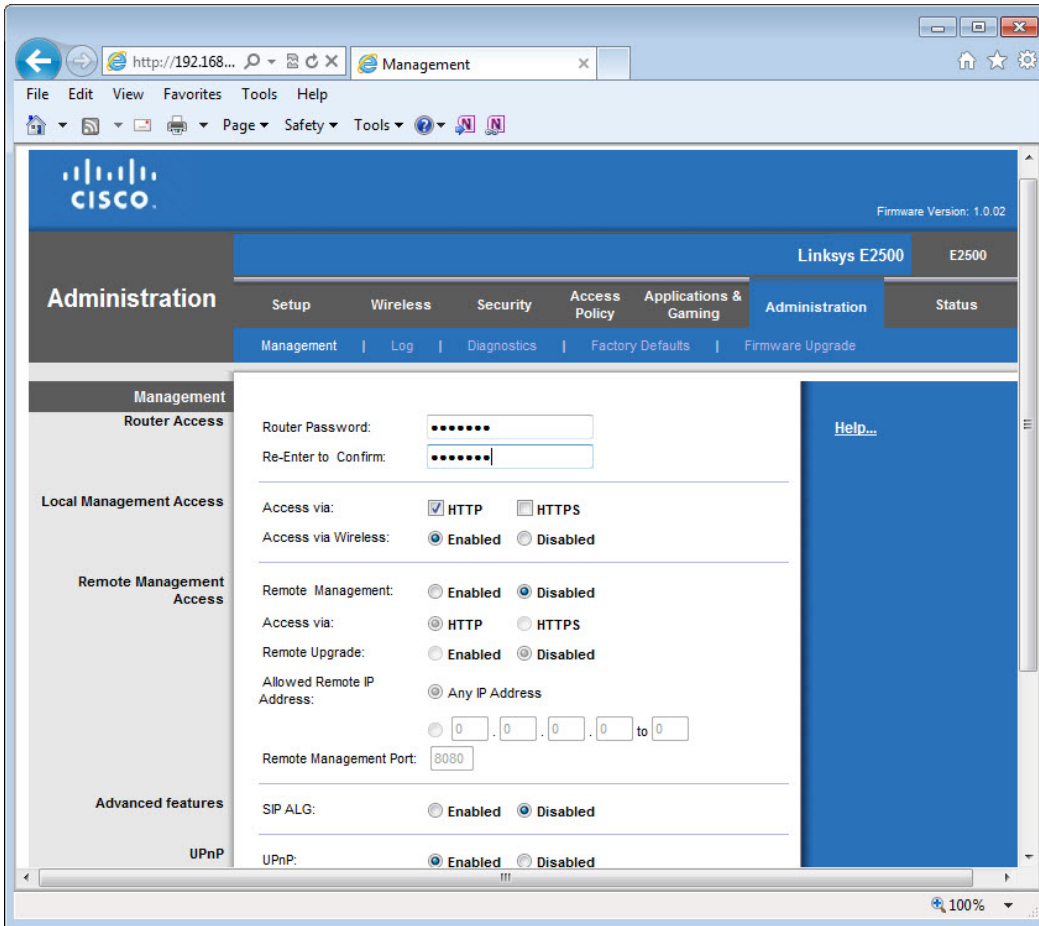 http://192.168... Management
File Edit View Favorites Tools Help
Page Safety Tools
CISCO.
Firmware Version: 1.0.02
Linksys E2500 E2500
Administration
Setup Wireless Security Access Policy Applications & Gaming Administration Status
Management | Log | Diagnostics | Factory Defaults | Firmware Upgrade
Management
Router Access
Router Password: •••••••
Help...
Re-Enter to Confirm: •••••••
Local Management Access
Access via: HTTP HTTPS
Access via Wireless: Enabled Disabled
Remote Management Access
Remote Management: Enabled Disabled
Access via: HTTP HTTPS
Remote Upgrade: Enabled Disabled
Allowed Remote IP Address: Any IP Address
0 . 0 . 0 . 0 to 0
Remote Management Port: 8080
Advanced features
SIP ALG: Enabled Disabled
UPnP
UPnP: Enabled Disabled
100%